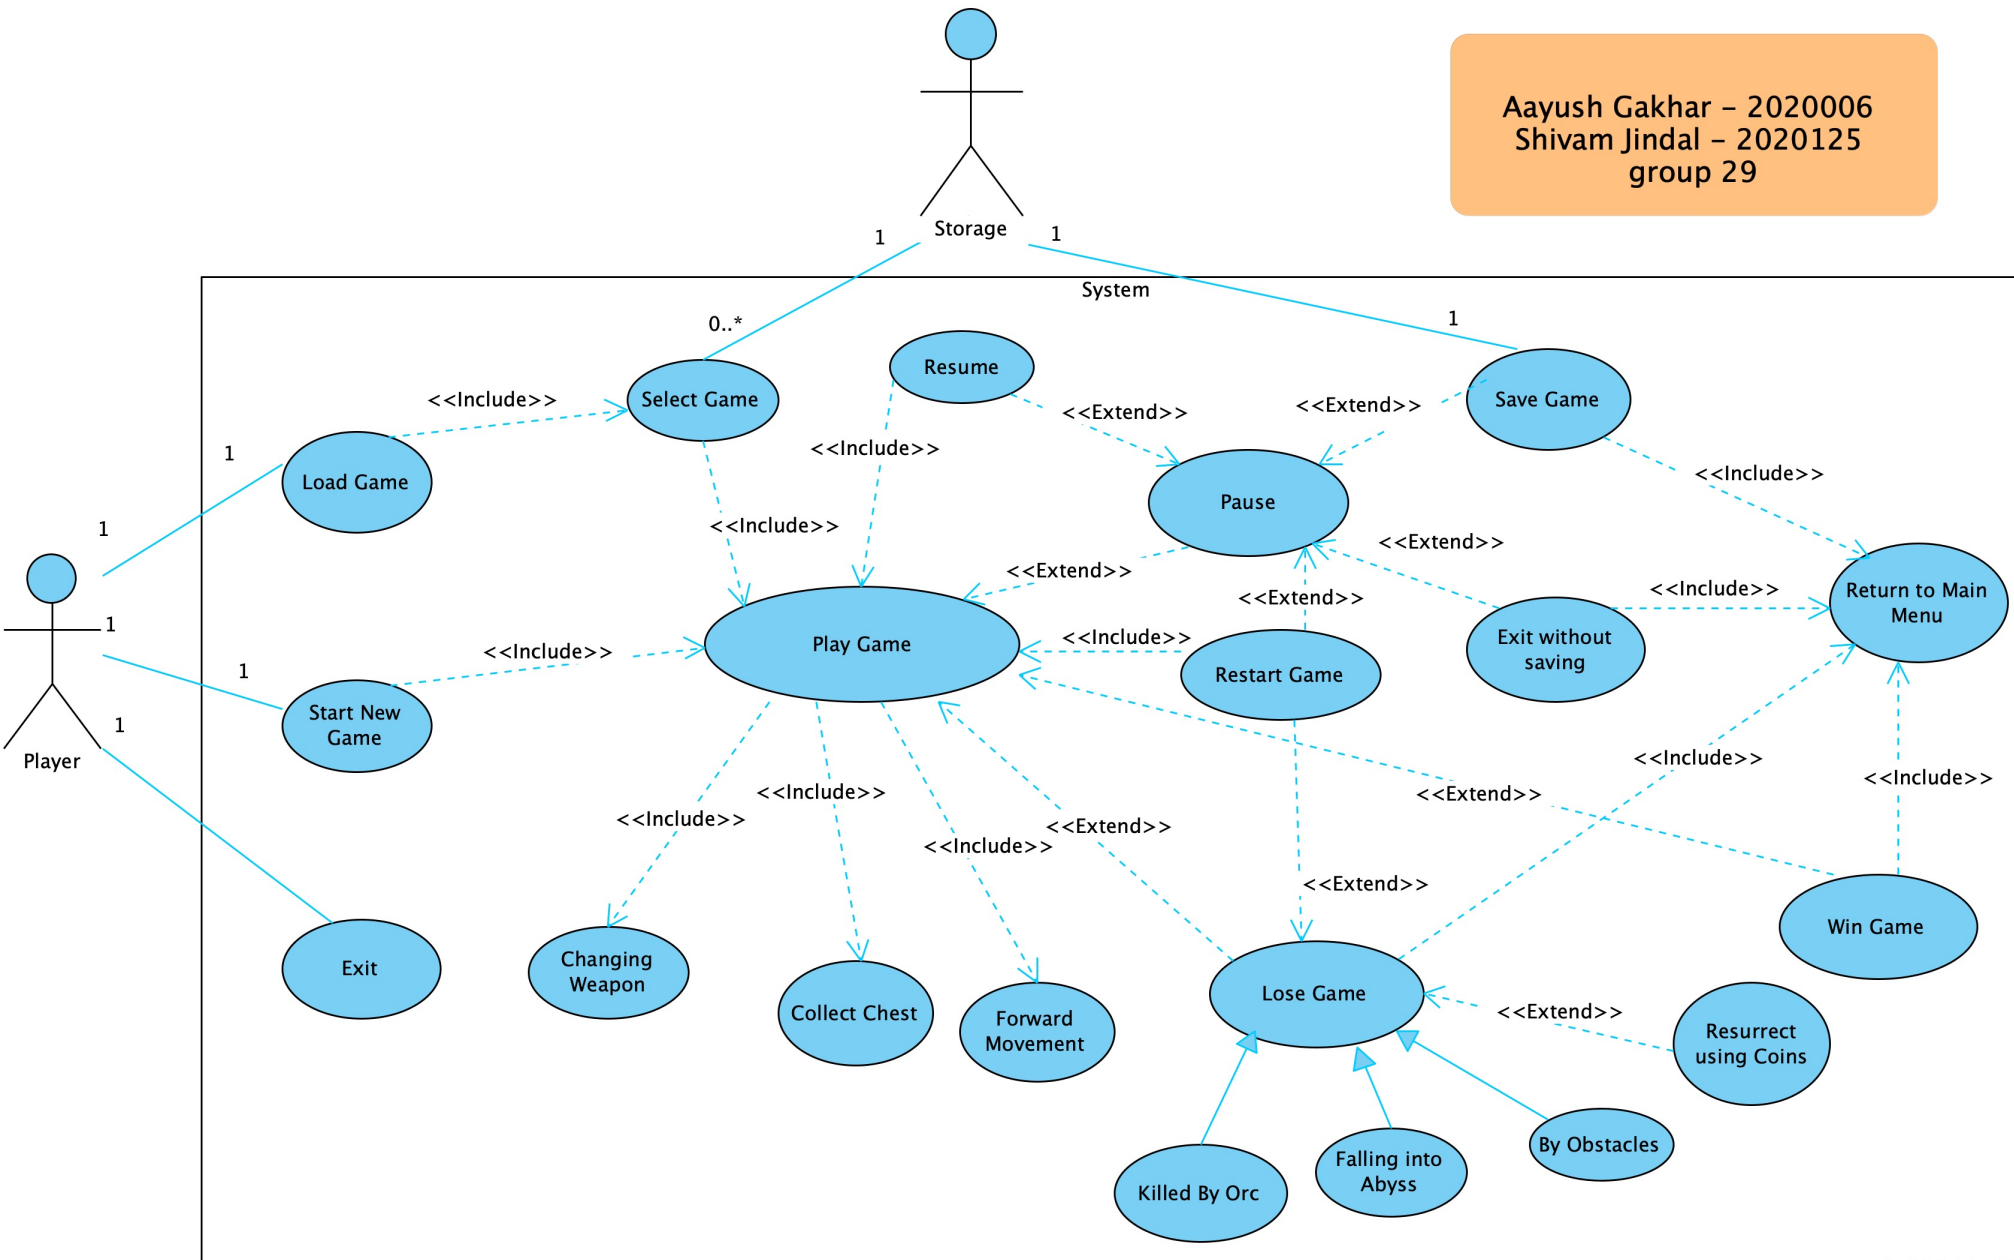 Aayush Gakhar – 2020006
Shivam Jindal – 2020125
group 29
Storage
1
1
System
0..*
1
Resume
Select Game
Save Game
<<Include>>
<<Extend>>
<<Extend>>
<<Include>>
1
Load Game
<<Include>>
Pause
1
<<Include>>
<<Extend>>
<<Extend>>
<<Extend>>
<<Include>>
Return to Main
Menu
1
<<Include>>
Play Game
<<Include>>
Exit without
saving
1
Restart Game
Start New
Game
1
Player
<<Include>>
<<Include>>
<<Include>>
<<Extend>>
<<Include>>
<<Extend>>
<<Include>>
<<Extend>>
Win Game
Exit
Changing
Weapon
Collect Chest
Forward
Movement
Lose Game
<<Extend>>
Resurrect
using Coins
By Obstacles
Falling into
Abyss
Killed By Orc